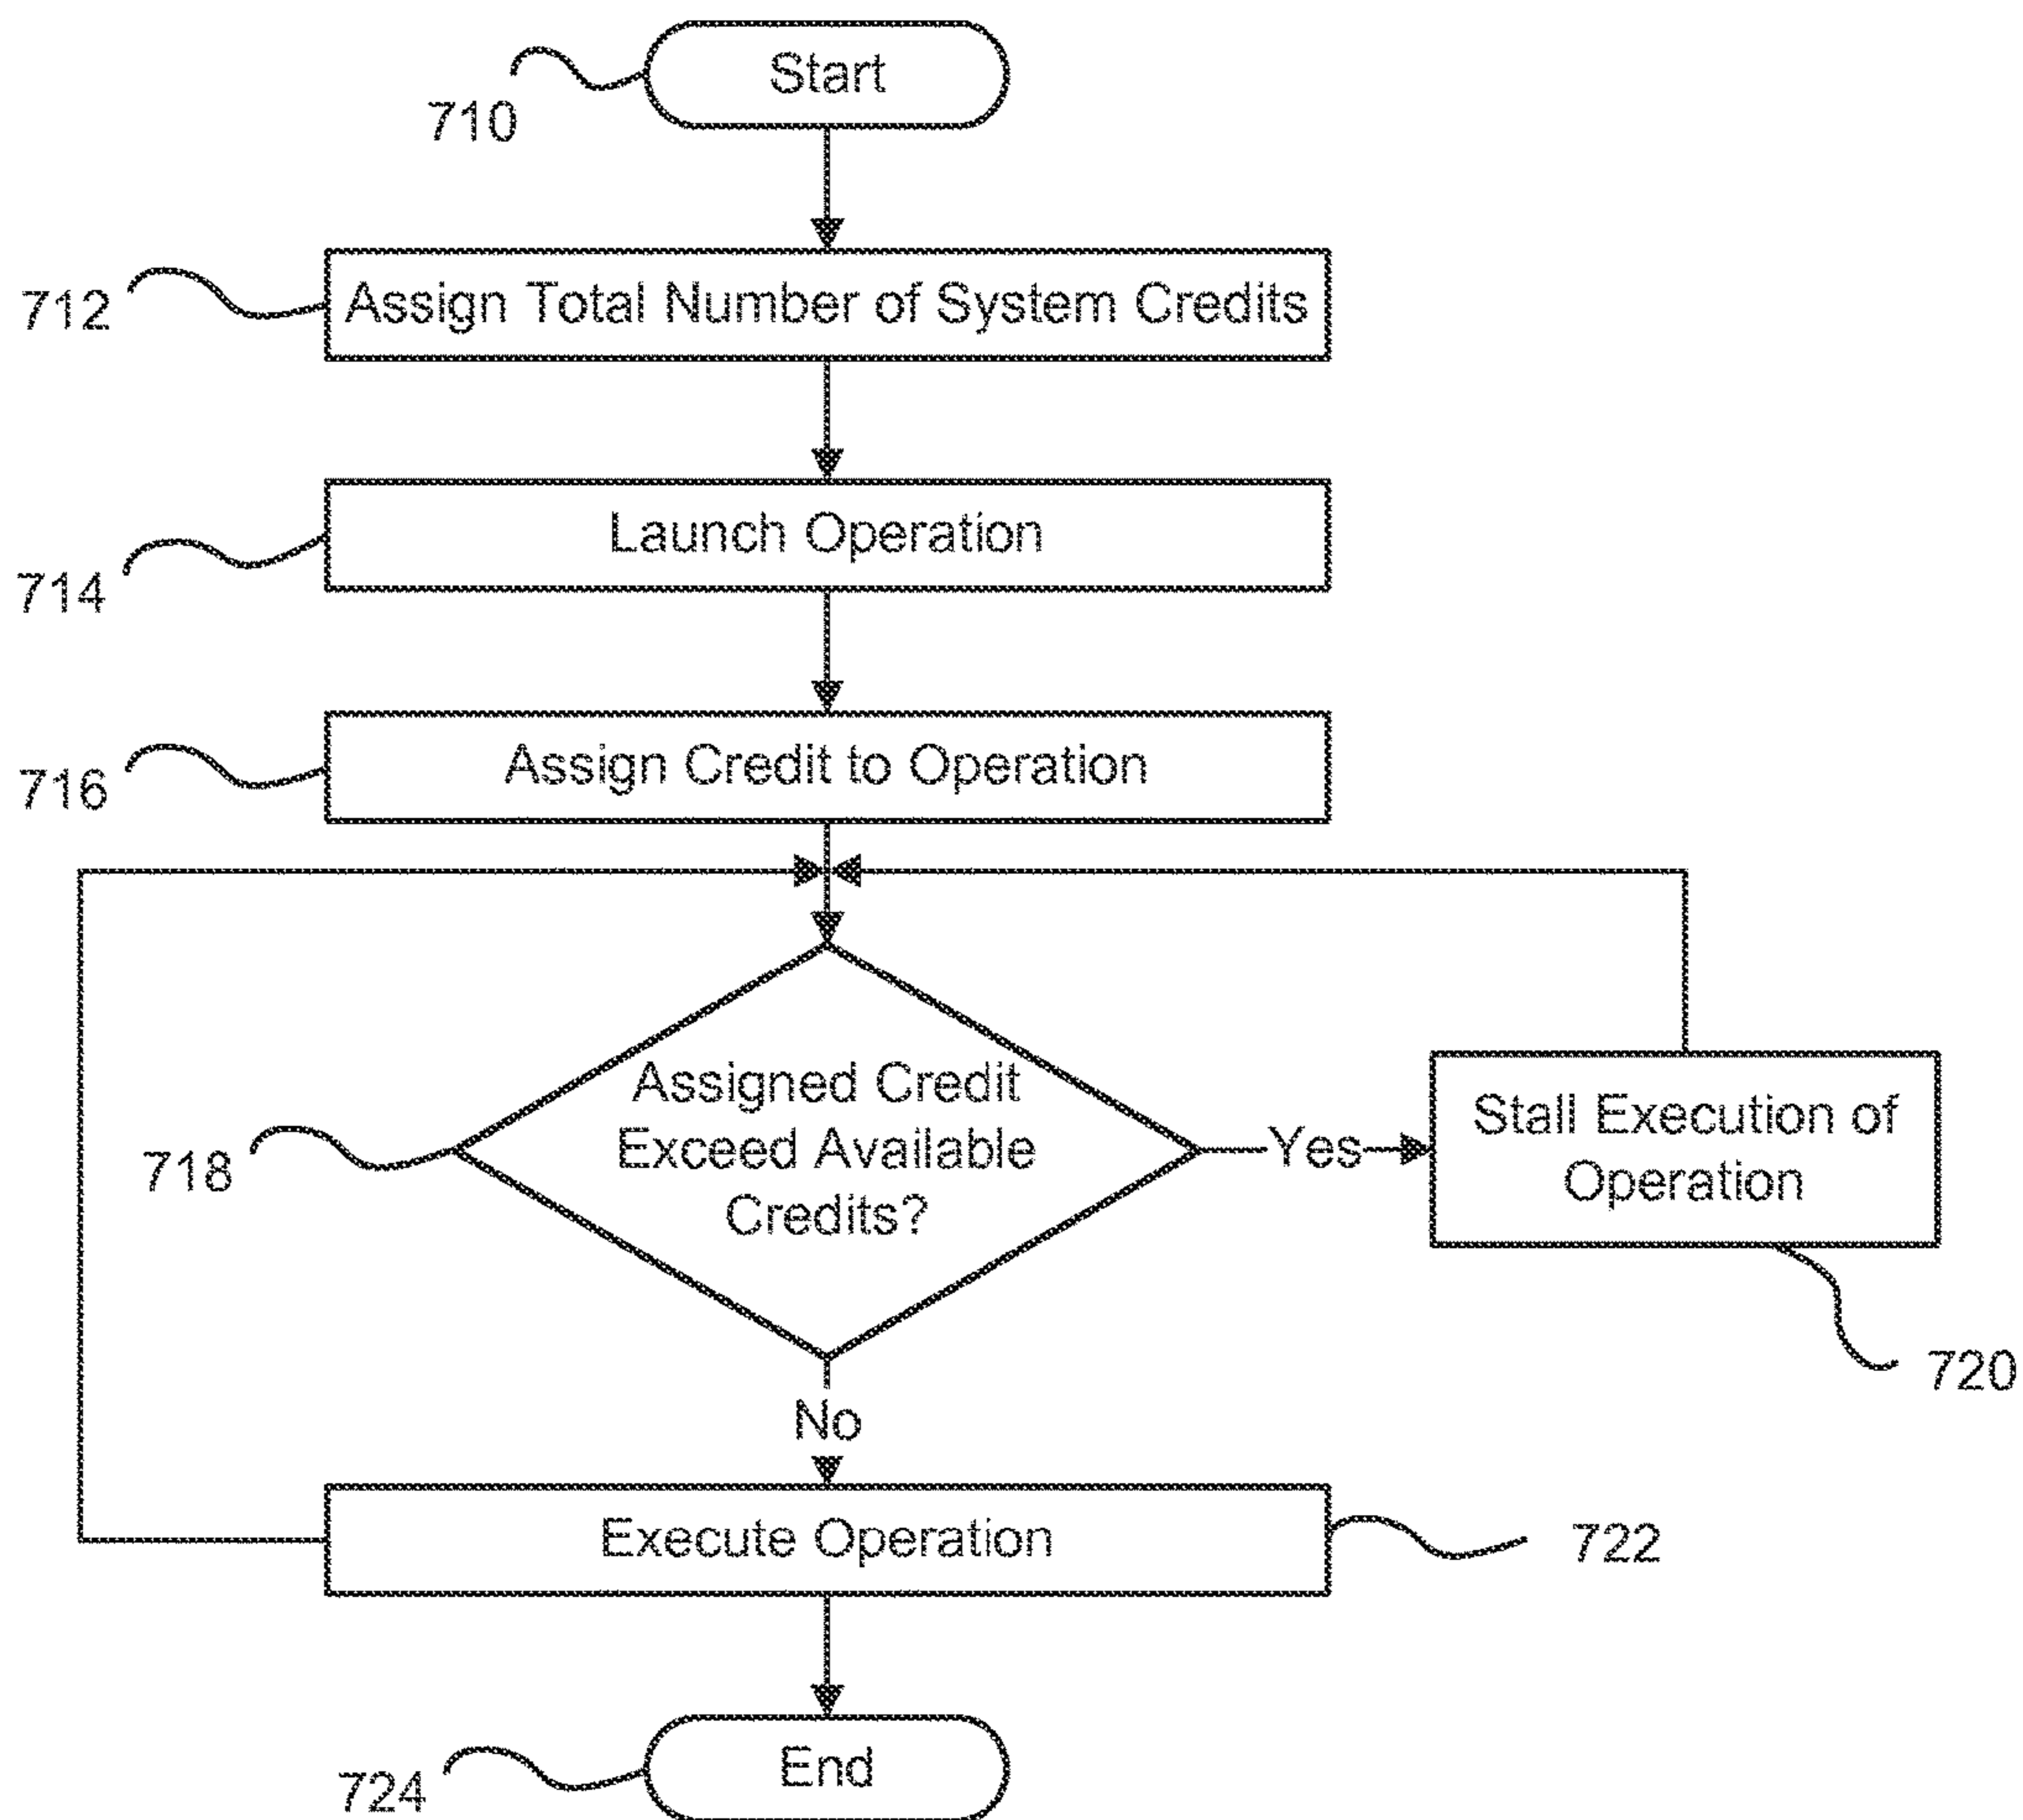 Start
710
Assign Total Number of System Credits
712
Launch Operation
714
Assign Credit to Operation
716
Assigned Credit
Exceed Available
Credits?
718
Yes
Stall Execution of
Operation
720
No
Execute Operation
722
End
724